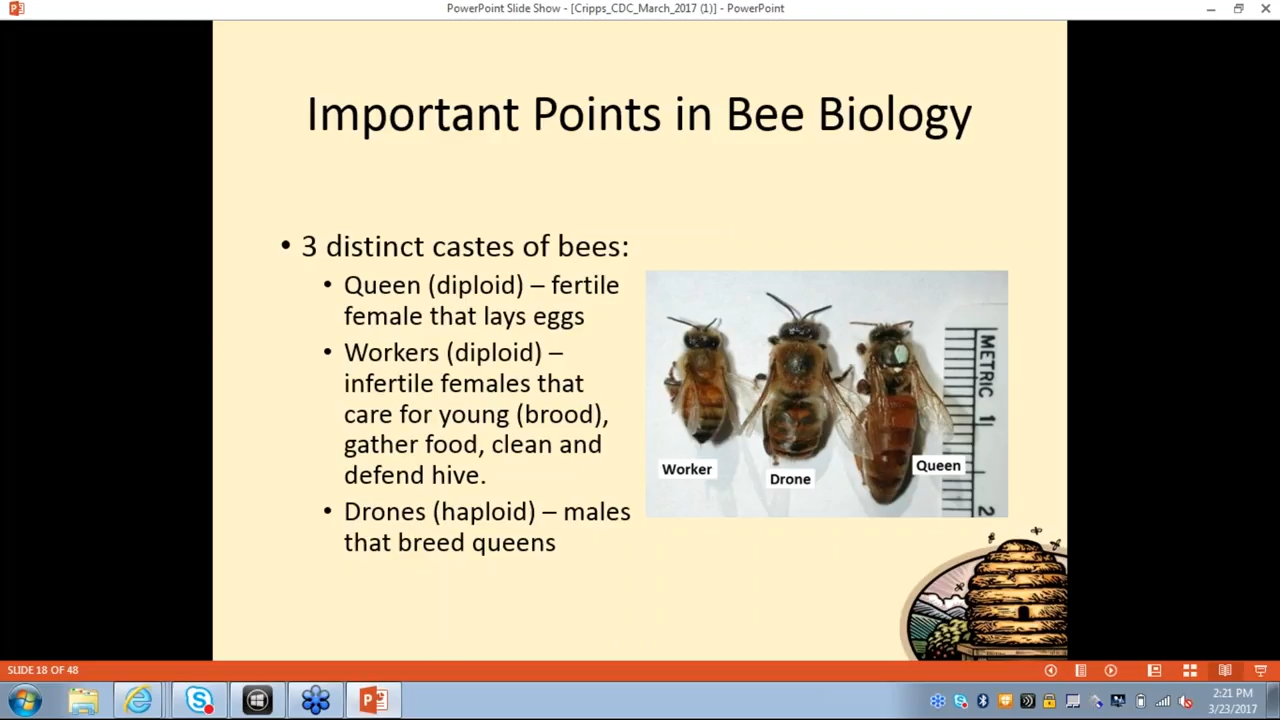 PowerPoint Slide Show - [Cripps_CDC_March_2017 (1)] - PowerPoint
Important Points in Bee Biology
• 3 distinct castes of bees:
• Queen (diploid) – fertile
female that lays eggs
• Workers (diploid) –
infertile females that
care for young (brood),
gather food, clean and
defend hive.
• Drones (haploid) – males
that breed queens
Worker
Drone
Queen
METRIC 1
2
SLIDE 18 OF 48
2:21 PM
3/23/2017